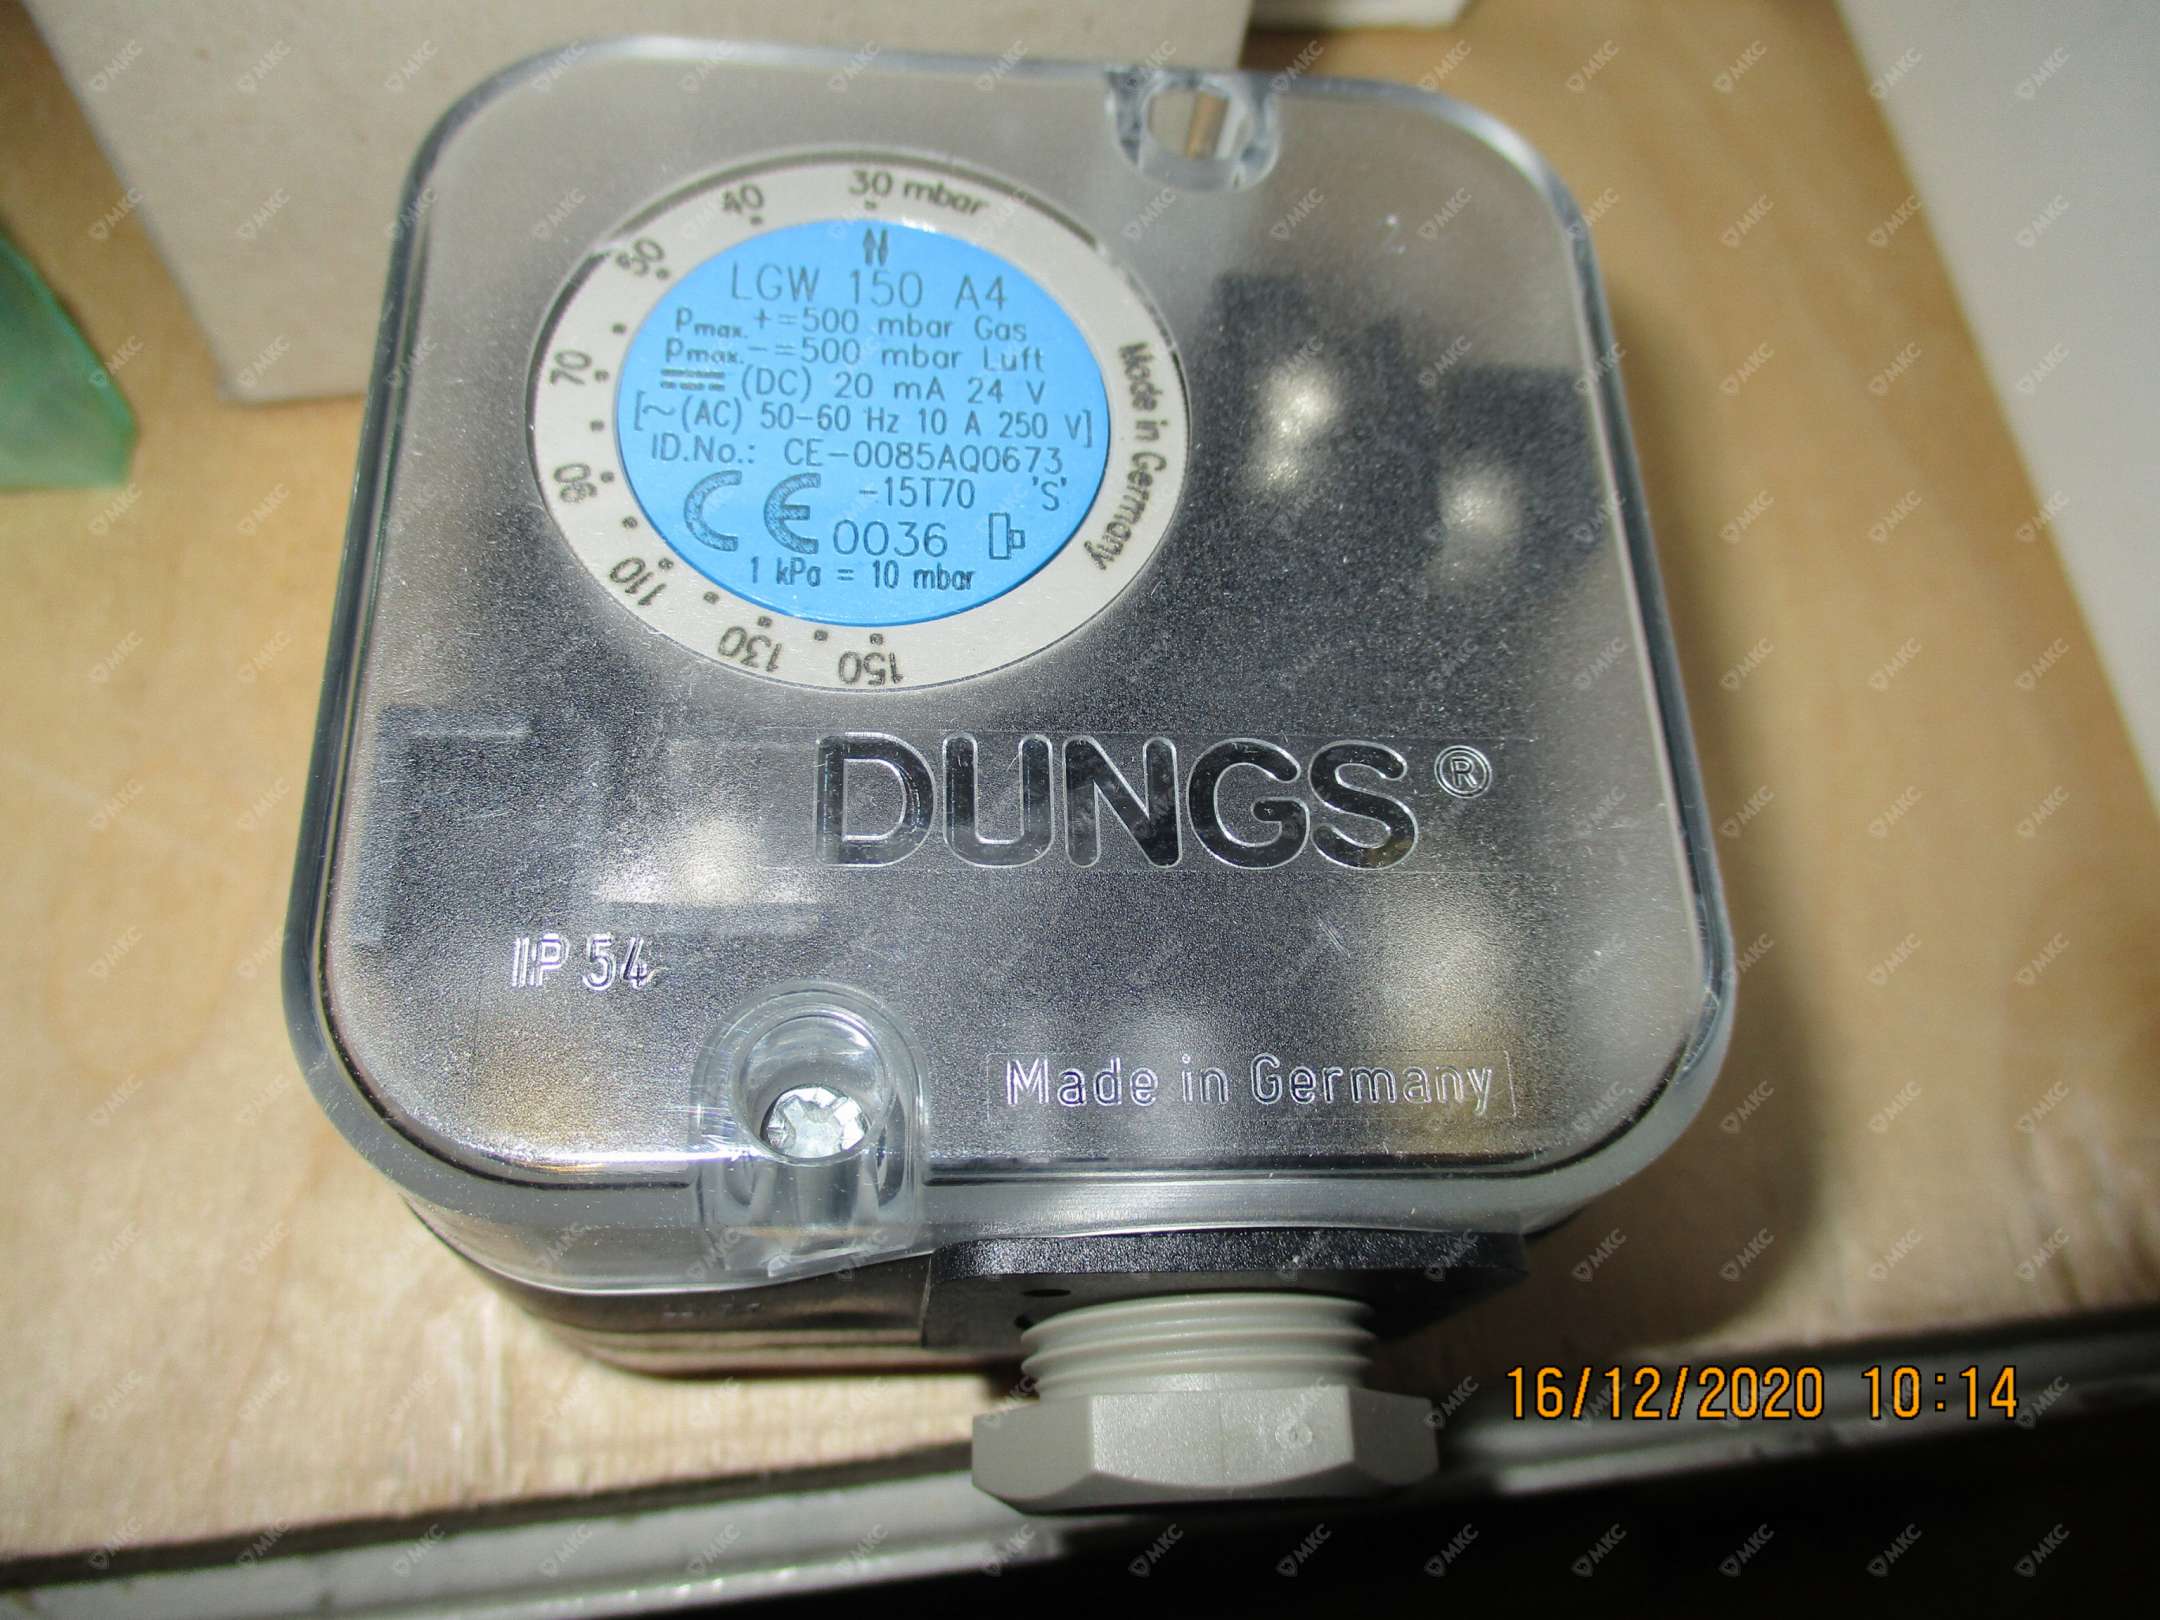 30 mbar
40
50
70
90
110
130
150
Made in Germany
LGW 150 A4
Pmax.+=500 mbar Gas
Pmax.-=500 mbar Luft
(DC) 20 mA 24 V
[~(AC) 50-60 Hz 10 A 250 V]
ID.No.: CE-0085AQ0673
-15T70 'S'
CE 0036
1 kPa = 10 mbar
DUNGS®
IP 54
Made in Germany
16/12/2020 10:14
МКС